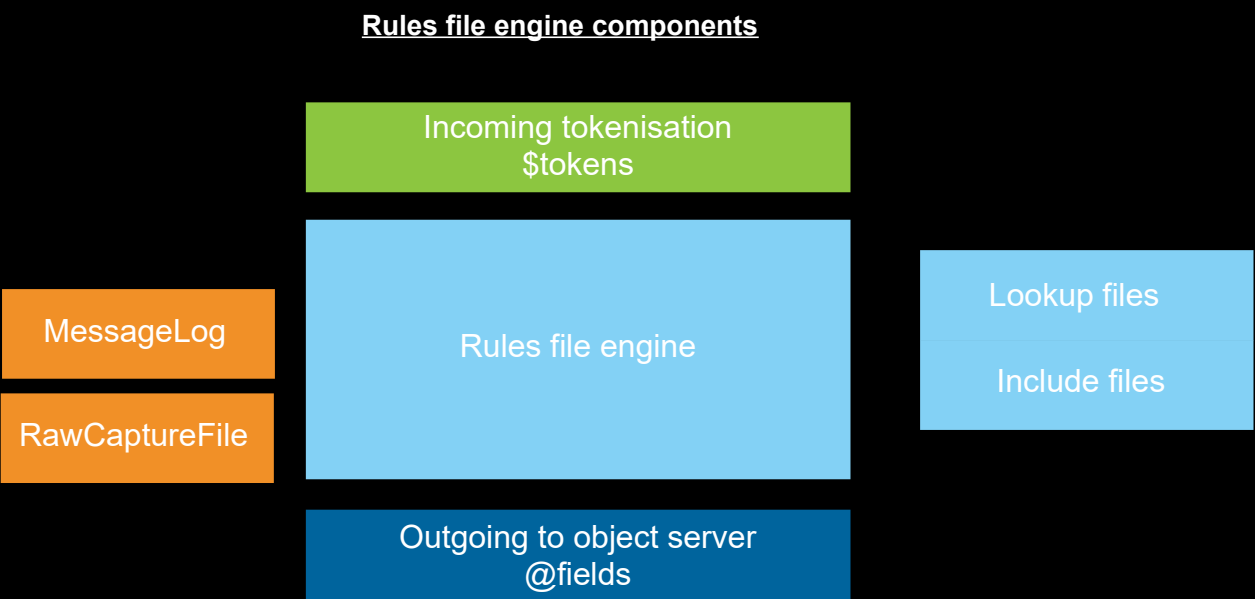 Rules file engine components
Incoming tokenisation
$tokens
MessageLog
RawCaptureFile
Rules file engine
Lookup files
Include files
Outgoing to object server
@fields